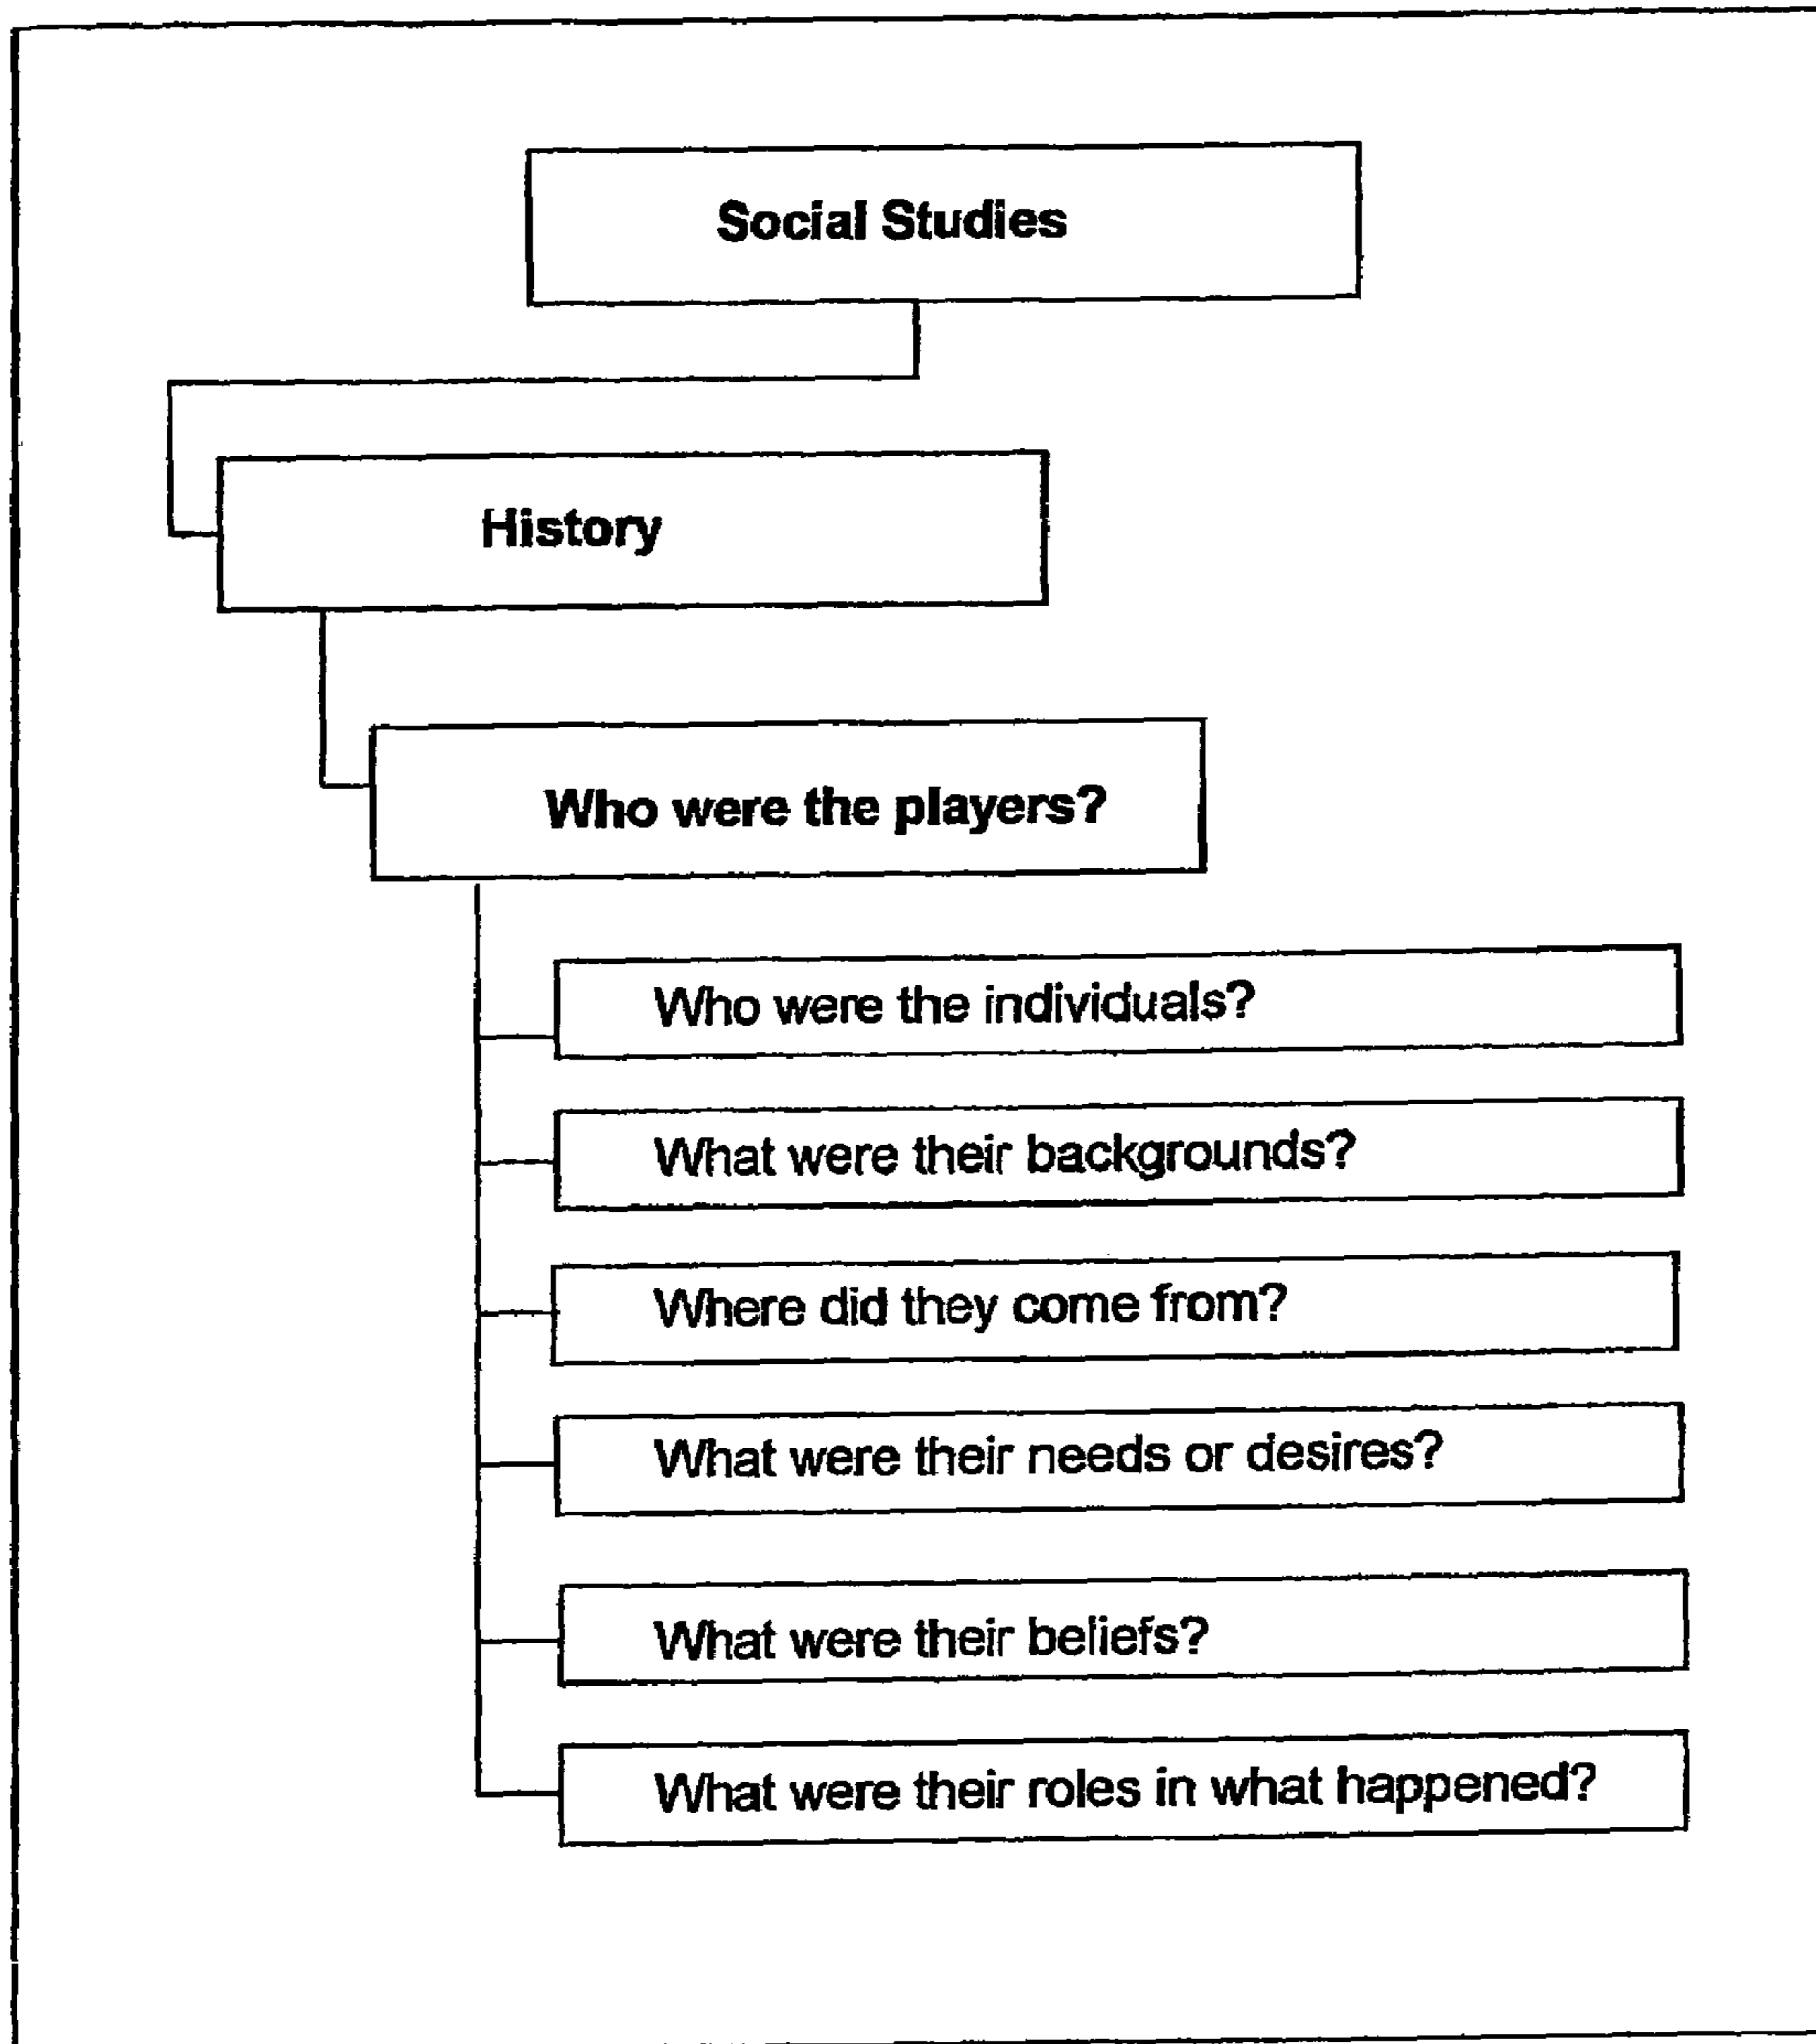 Social Studies
History
Who were the players?
Who were the individuals?
What were their backgrounds?
Where did they come from?
What were their needs or desires?
What were their beliefs?
What were their roles in what happened?